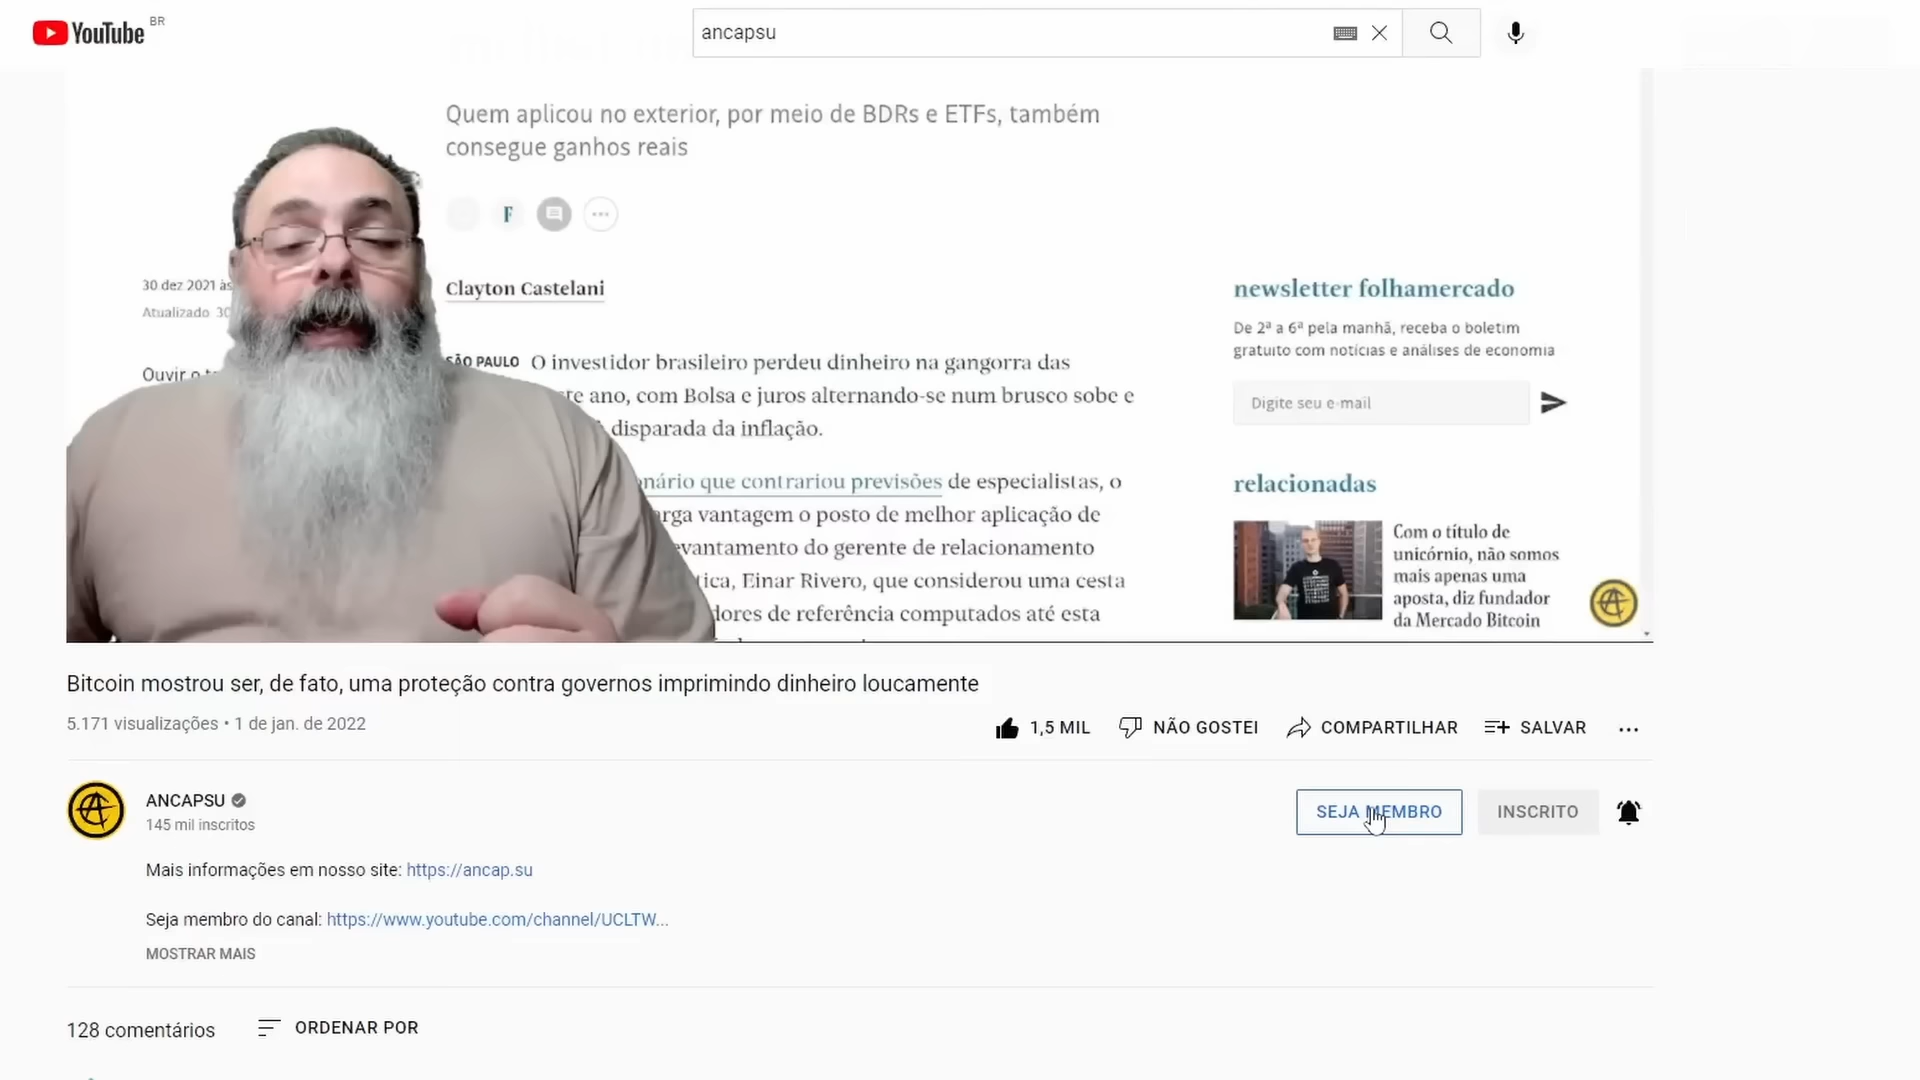 YouTube BR
ancapsu
Quem aplicou no exterior, por meio de BDRs e ETFs, também
consegue ganhos reais
F
30 dez 2021 às
Atualizado 30
Clayton Castelani
Ouvir o
SÃO PAULO O investidor brasileiro perdeu dinheiro na gangorra das
ste ano, com Bolsa e juros alternando-se num brusco sobe e
disparada da inflação.
nário que contrariou previsões de especialistas, o
arga vantagem o posto de melhor aplicação de
evantamento do gerente de relacionamento
tica, Einar Rivero, que considerou uma cesta
dores de referência computados até esta
newsletter folhamercado
De 2ª a 6ª pela manhã, receba o boletim
gratuito com notícias e análises de economia
Digite seu e-mail
relacionadas
Com o título de
unicórnio, não somos
mais apenas uma
aposta, diz fundador
da Mercado Bitcoin
Bitcoin mostrou ser, de fato, uma proteção contra governos imprimindo dinheiro loucamente
5.171 visualizações • 1 de jan. de 2022
1,5 MIL NÃO GOSTEI COMPARTILHAR SALVAR ...
ANCAPSU
145 mil inscritos
SEJA MEMBRO INSCRITO
Mais informações em nosso site: https://ancap.su
Seja membro do canal: https://www.youtube.com/channel/UCLTW...
MOSTRAR MAIS
128 comentários ORDENAR POR